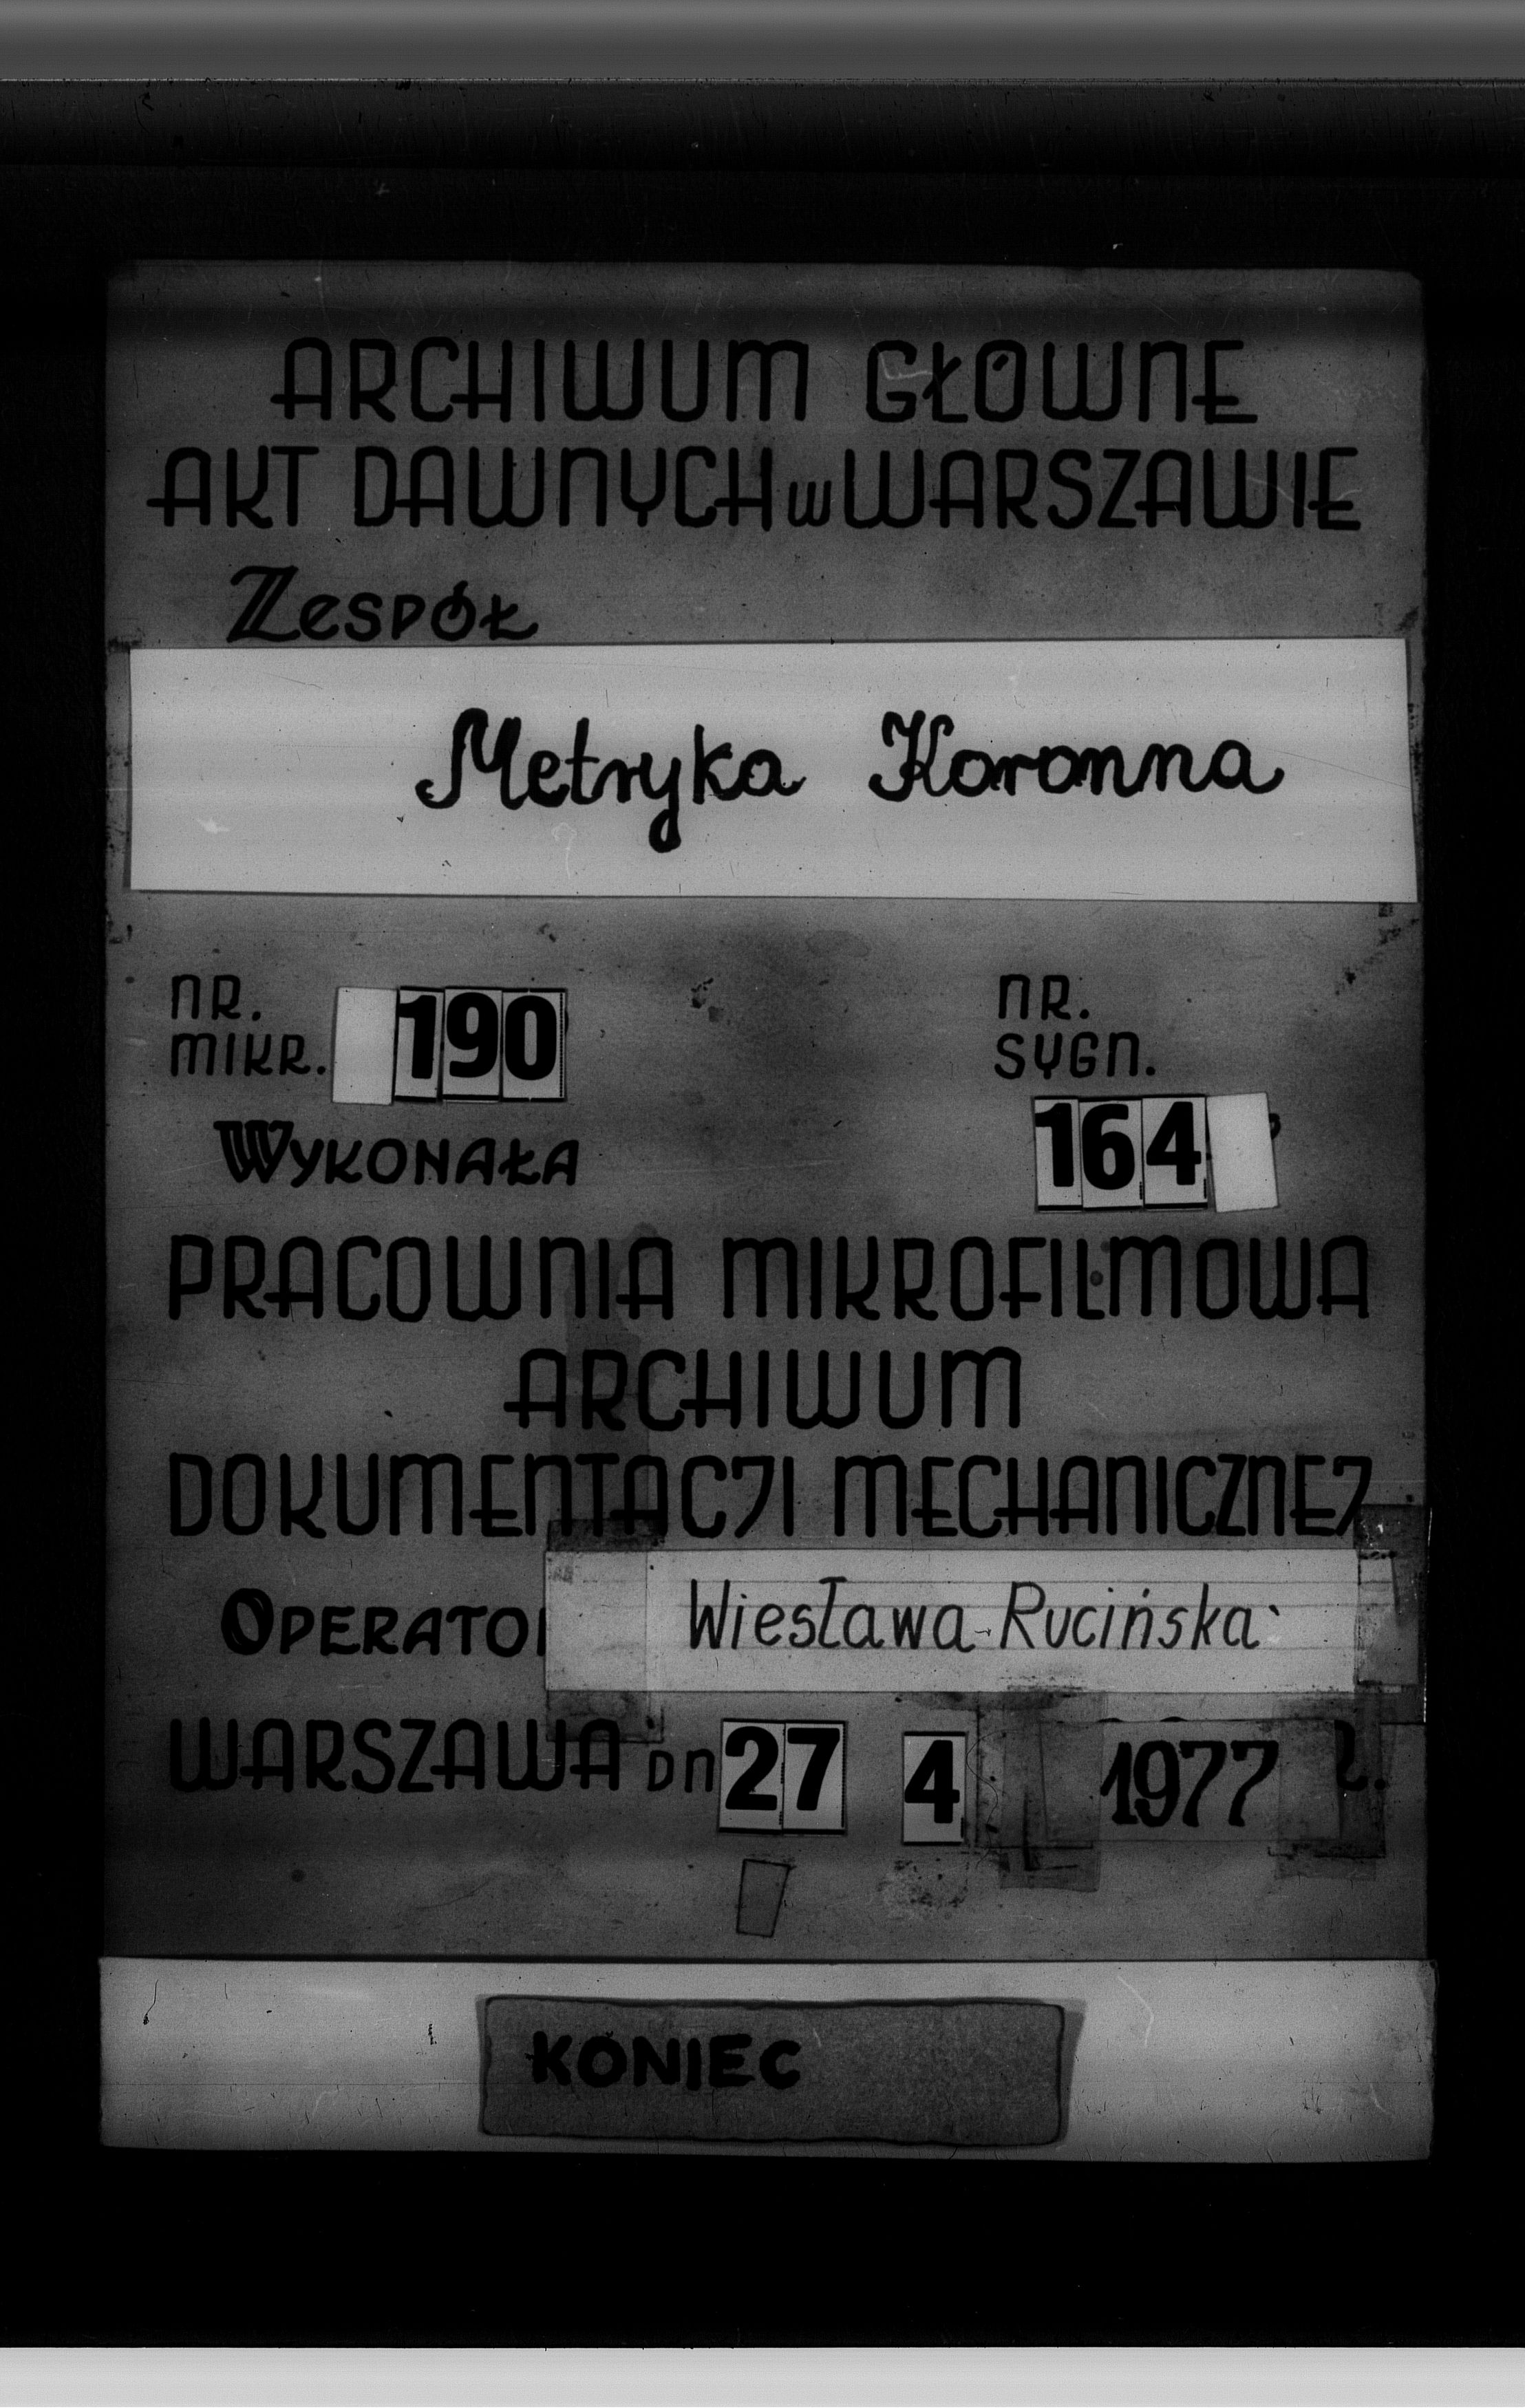 ARCHIWUM GŁÓWNE
AKT DAWNYCH w WARSZAWIE
Zespół
Metryka Koronna
NR.
MIKR. 190
NR.
SYGN.
164
WYKONAŁA
PRACOWNIA MIKROFILMOWA
ARCHIWUM
DOKUMENTACJI MECHANICZNEJ
OPERATOR Wiesława Rucińska
WARSZAWA DN 27 4 1977 r.
KONIEC